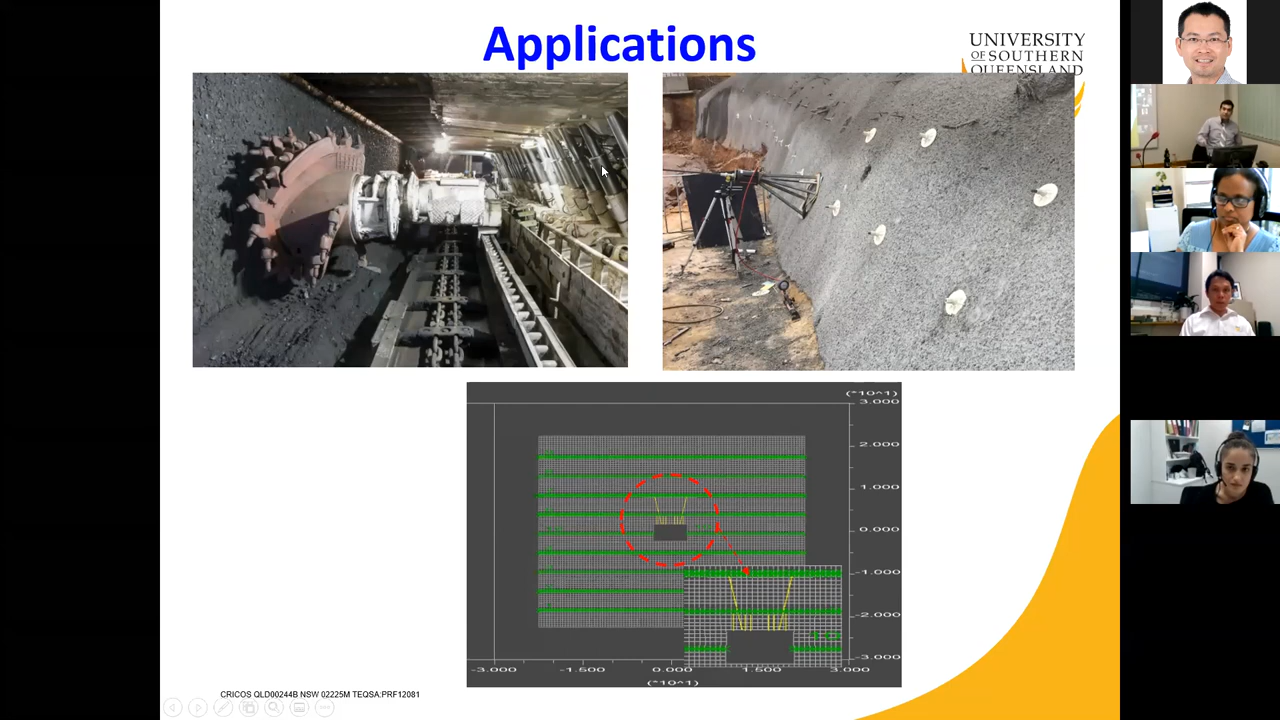 Applications
UNIVERSITY
OF SOUTHERN
QUEENSLAND
(*10^1)
3.000
2.000
1.000
0.000
-1.000
-2.000
-3.000
-3.000
-1.500
0.000
1.500
3.000
(*10^1)
CRICOS QLD00244B NSW 02225M TEQSA:PRF12081